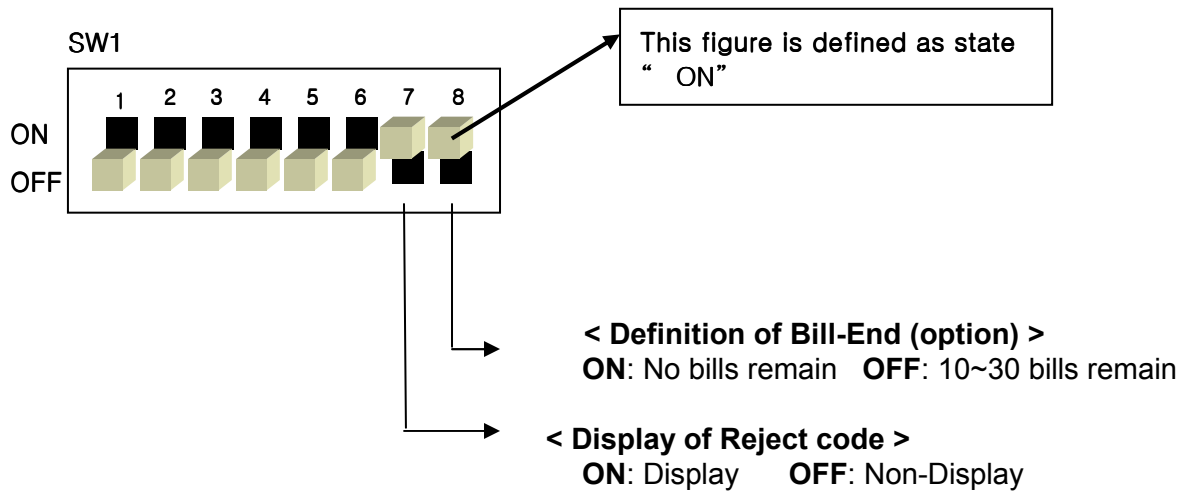 SW1
This figure is defined as state
“ ON”
1 2 3 4 5 6 7 8
ON
OFF
< Definition of Bill-End (option) >
ON: No bills remain OFF: 10~30 bills remain
< Display of Reject code >
ON: Display OFF: Non-Display